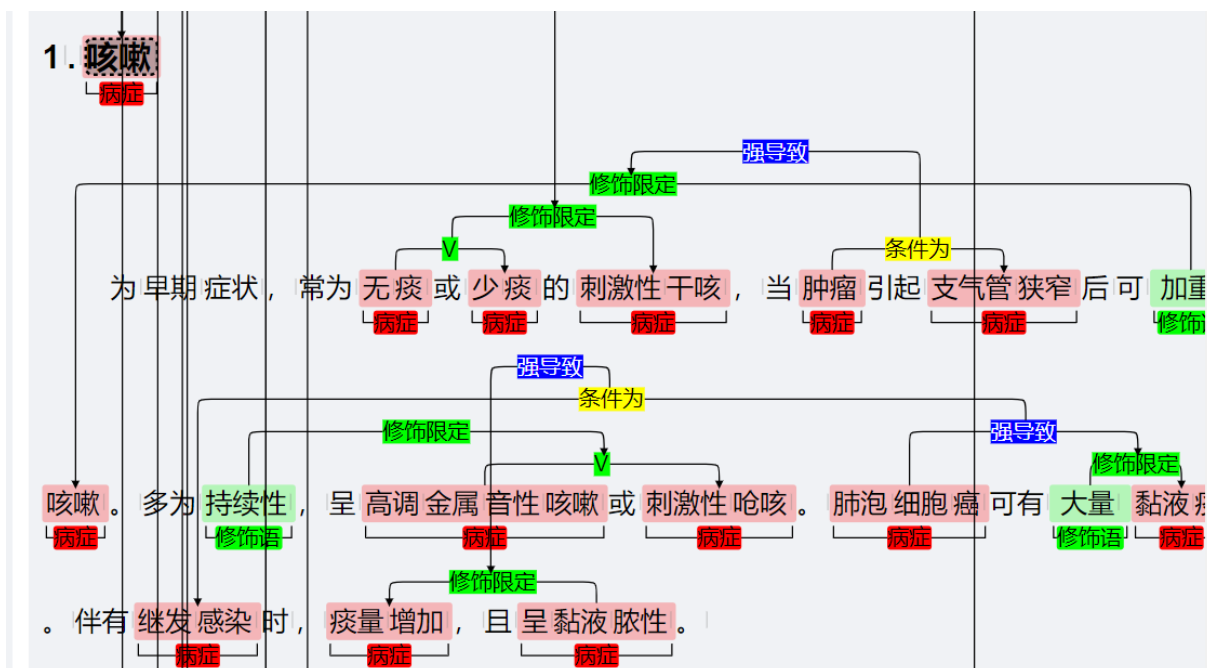 1. 咳嗽
病症
强导致
修饰限定
修饰限定
V 条件为
为早期症状，常为无痰或少痰的刺激性干咳，当肿瘤引起支气管狭窄后可加重
病症 病症 病症 病症 病症 修饰
强导致
条件为
修饰限定 强导致
V 修饰限定
咳嗽。多为持续性，呈高调金属音性咳嗽或刺激性呛咳。肺泡细胞癌可有大量黏液
病症 修饰语 病症 病症 病症 修饰语 病症
修饰限定
。伴有继发感染时，痰量增加，且呈黏液脓性。
病症 病症 病症